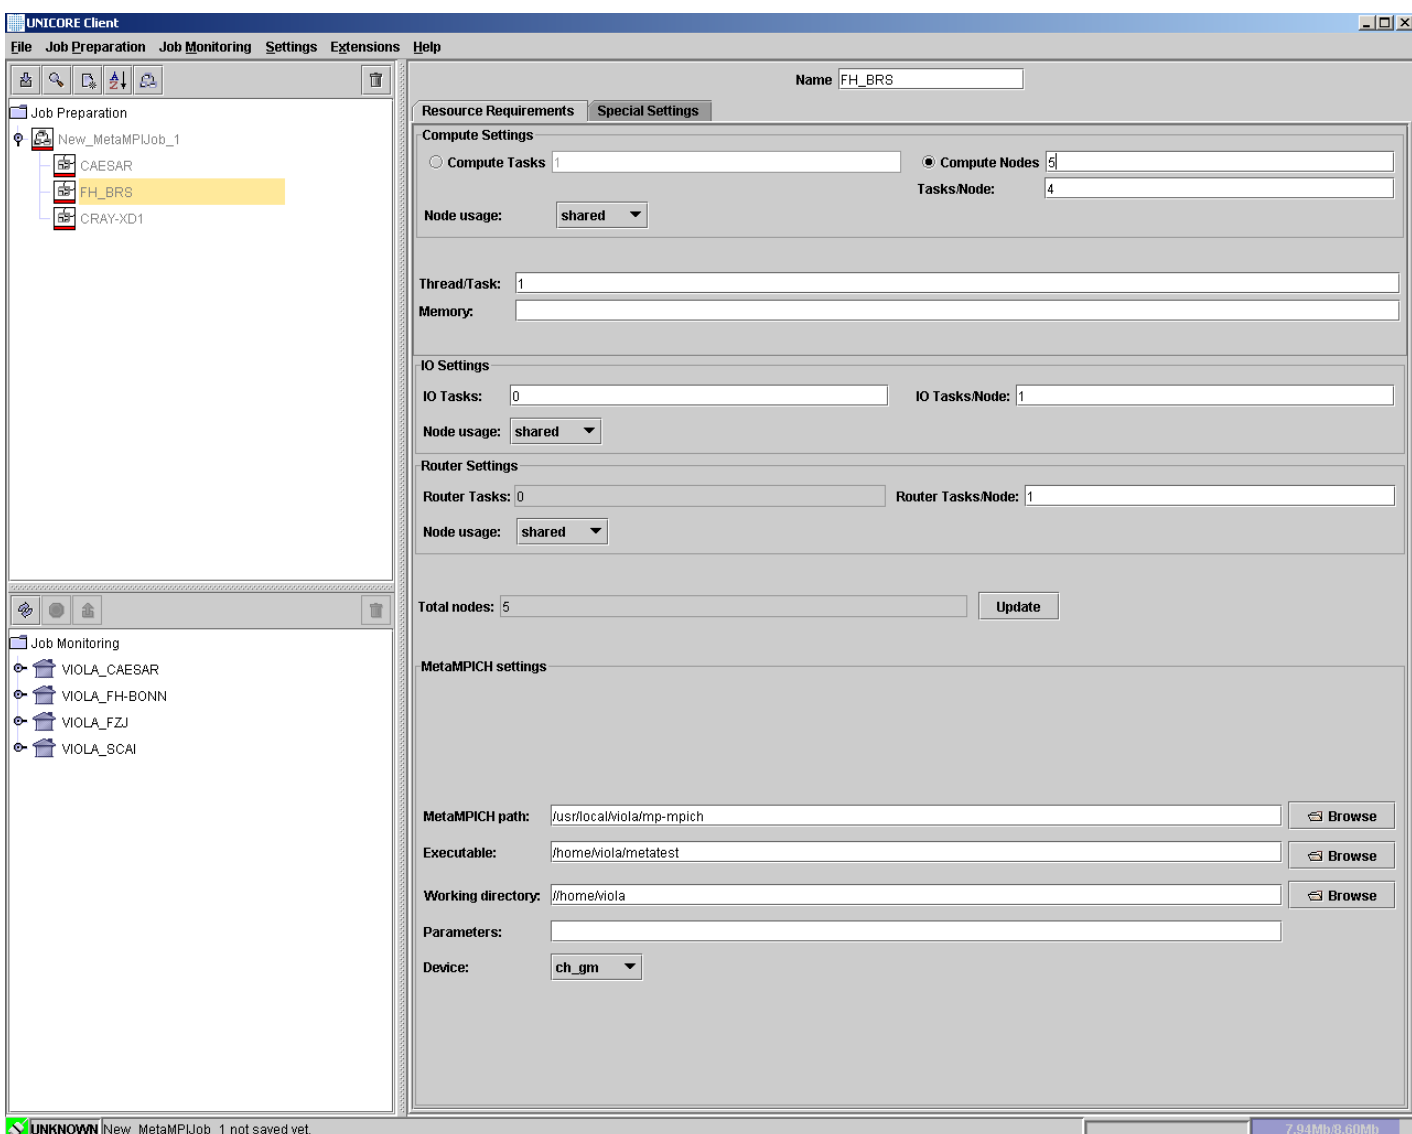 UNICORE Client
File Job Preparation Job Monitoring Settings Extensions Help
Name FH_BRS
Job Preparation
New_MetaMPIJob_1
CAESAR
FH_BRS
CRAY-XD1
Resource Requirements Special Settings
Compute Settings
Compute Tasks 1 Compute Nodes 5
Tasks/Node: 4
Node usage: shared
Thread/Task: 1
Memory:
IO Settings
IO Tasks: 0 IO Tasks/Node: 1
Node usage: shared
Router Settings
Router Tasks: 0 Router Tasks/Node: 1
Node usage: shared
Total nodes: 5 Update
Job Monitoring
VIOLA_CAESAR
VIOLA_FH-BONN
VIOLA_FZJ
VIOLA_SCAI
MetaMPICH settings
MetaMPICH path: /usr/local/viola/mp-mpich Browse
Executable: /home/viola/metatest Browse
Working directory: //home/viola Browse
Parameters:
Device: ch_gm
UNKNOWN New_MetaMPIJob_1 not saved yet. 7.94Mb/8.60Mb